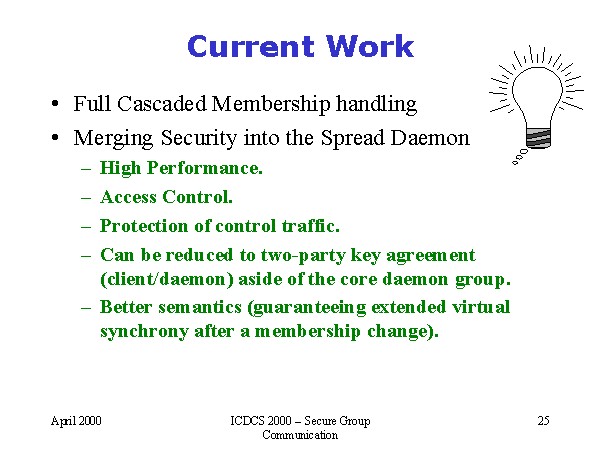 Current Work
• Full Cascaded Membership handling
• Merging Security into the Spread Daemon
– High Performance.
– Access Control.
– Protection of control traffic.
– Can be reduced to two-party key agreement
(client/daemon) aside of the core daemon group.
– Better semantics (guaranteeing extended virtual
synchrony after a membership change).
April 2000
ICDCS 2000 – Secure Group
Communication
25